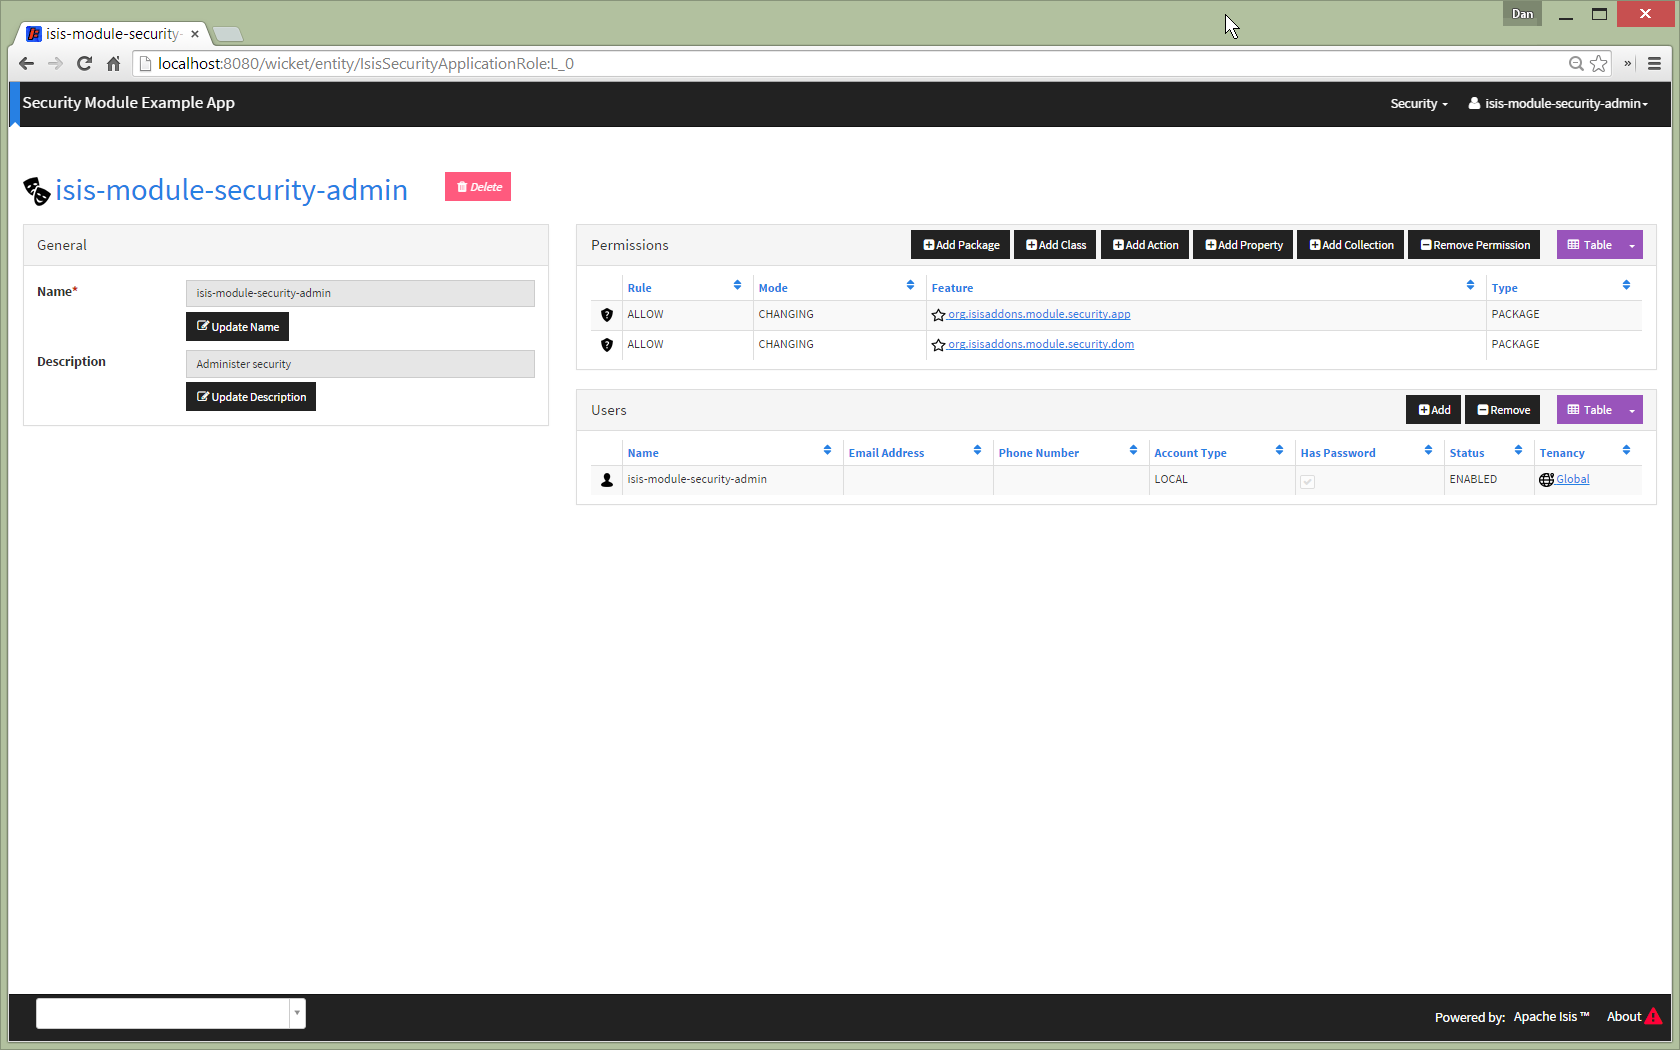 Dan
isis-module-security-
localhost:8080/wicket/entity/IsisSecurityApplicationRole:L_0
Security Module Example App
Security
isis-module-security-admin
isis-module-security-admin
Delete
General
Name*
isis-module-security-admin
Update Name
Description
Administer security
Update Description
Permissions
Add Package Add Class Add Action Add Property Add Collection Remove Permission Table
Rule Mode Feature Type
ALLOW CHANGING org.isisaddons.module.security.app PACKAGE
ALLOW CHANGING org.isisaddons.module.security.dom PACKAGE
Users
Add Remove Table
Name Email Address Phone Number Account Type Has Password Status Tenancy
isis-module-security-admin LOCAL ENABLED Global
Powered by: Apache Isis ™ About